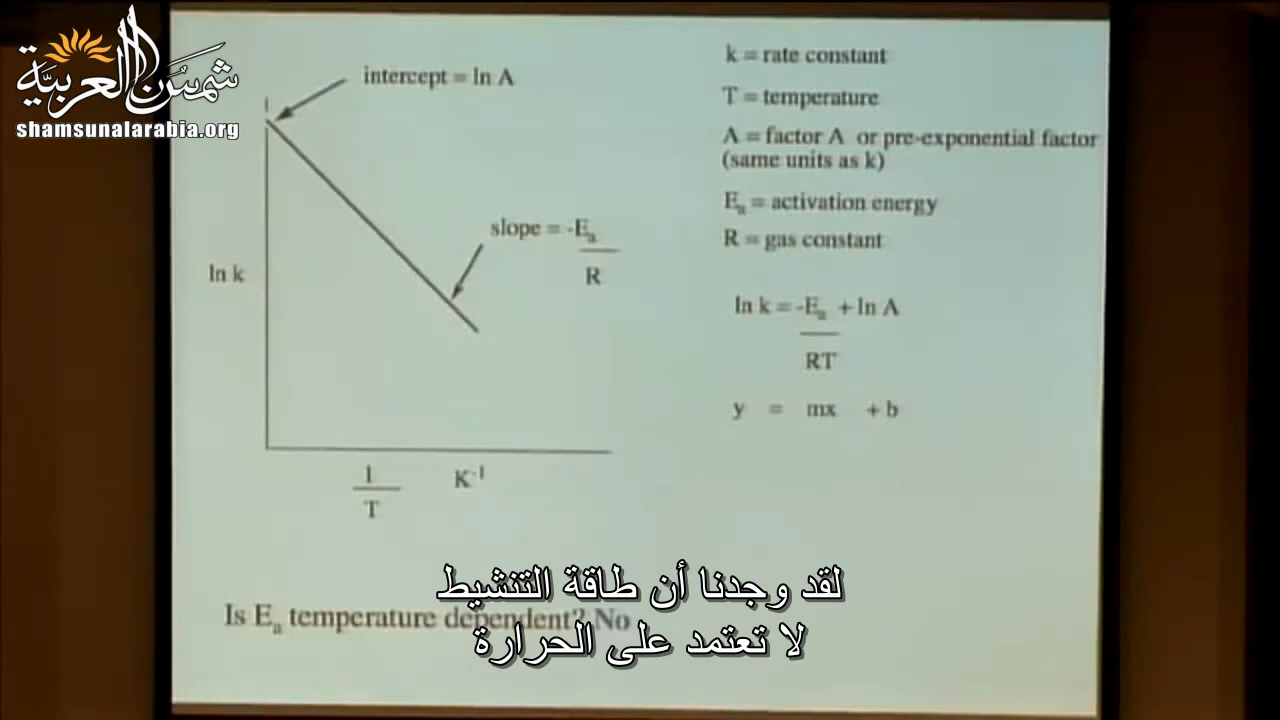 شمسُنا العربيّة
shamsunalarabia.org
intercept = ln A
slope = -Ea
R
ln k
1
T
K⁻¹
k = rate constant
T = temperature
A = factor A or pre-exponential factor
(same units as k)
Ea = activation energy
R = gas constant
ln k = -Ea + ln A
RT
y = mx + b
Is Ea temperature dependent? No
لقد وجدنا أن طاقة التنشيط
لا تعتمد على الحرارة